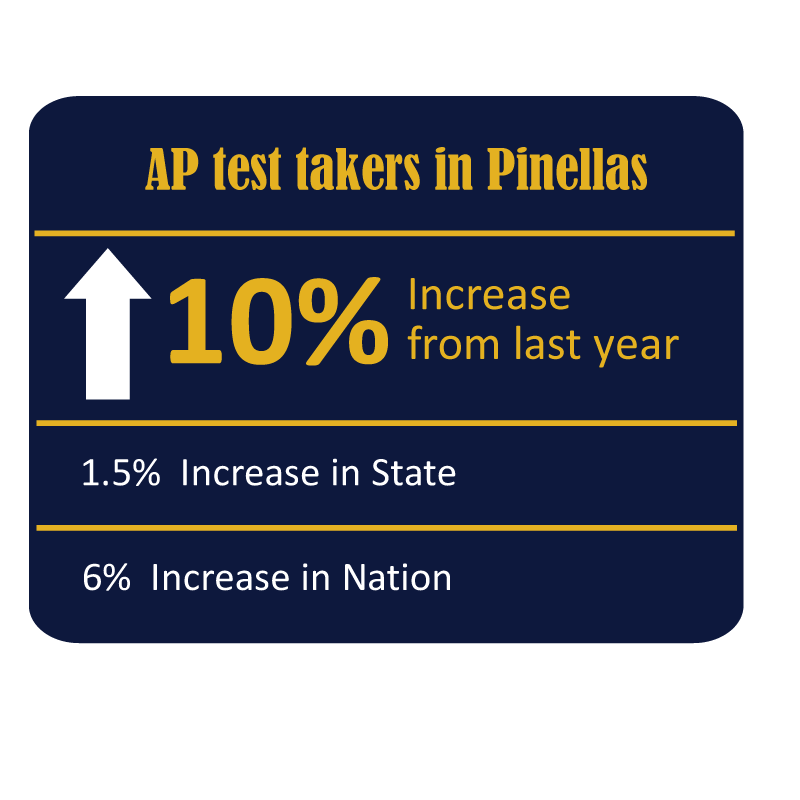 AP test takers in Pinellas
10%
Increase
from last year
1.5% Increase in State
6% Increase in Nation